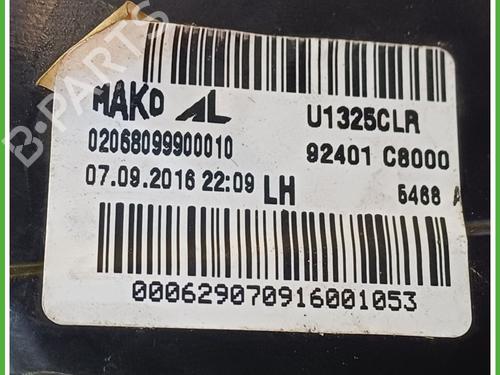 MAKO AL
U1325CLR
02068099900010
92401 C8000
07.09.2016 22:09 LH
5468 A
000629070916001053
B-PARTS